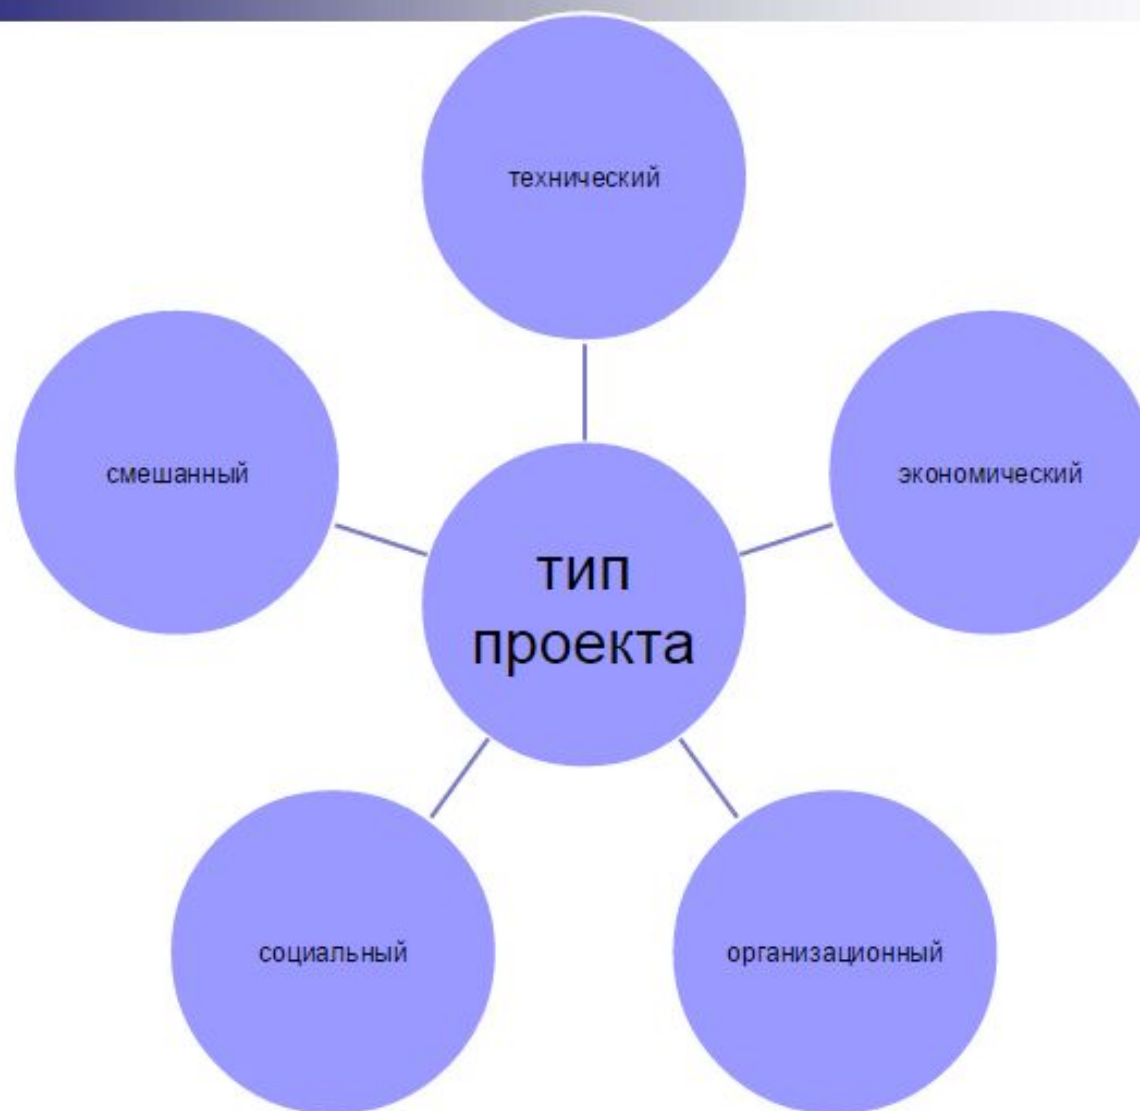 технический
смешанный
экономический
тип
проекта
социальный
организационный